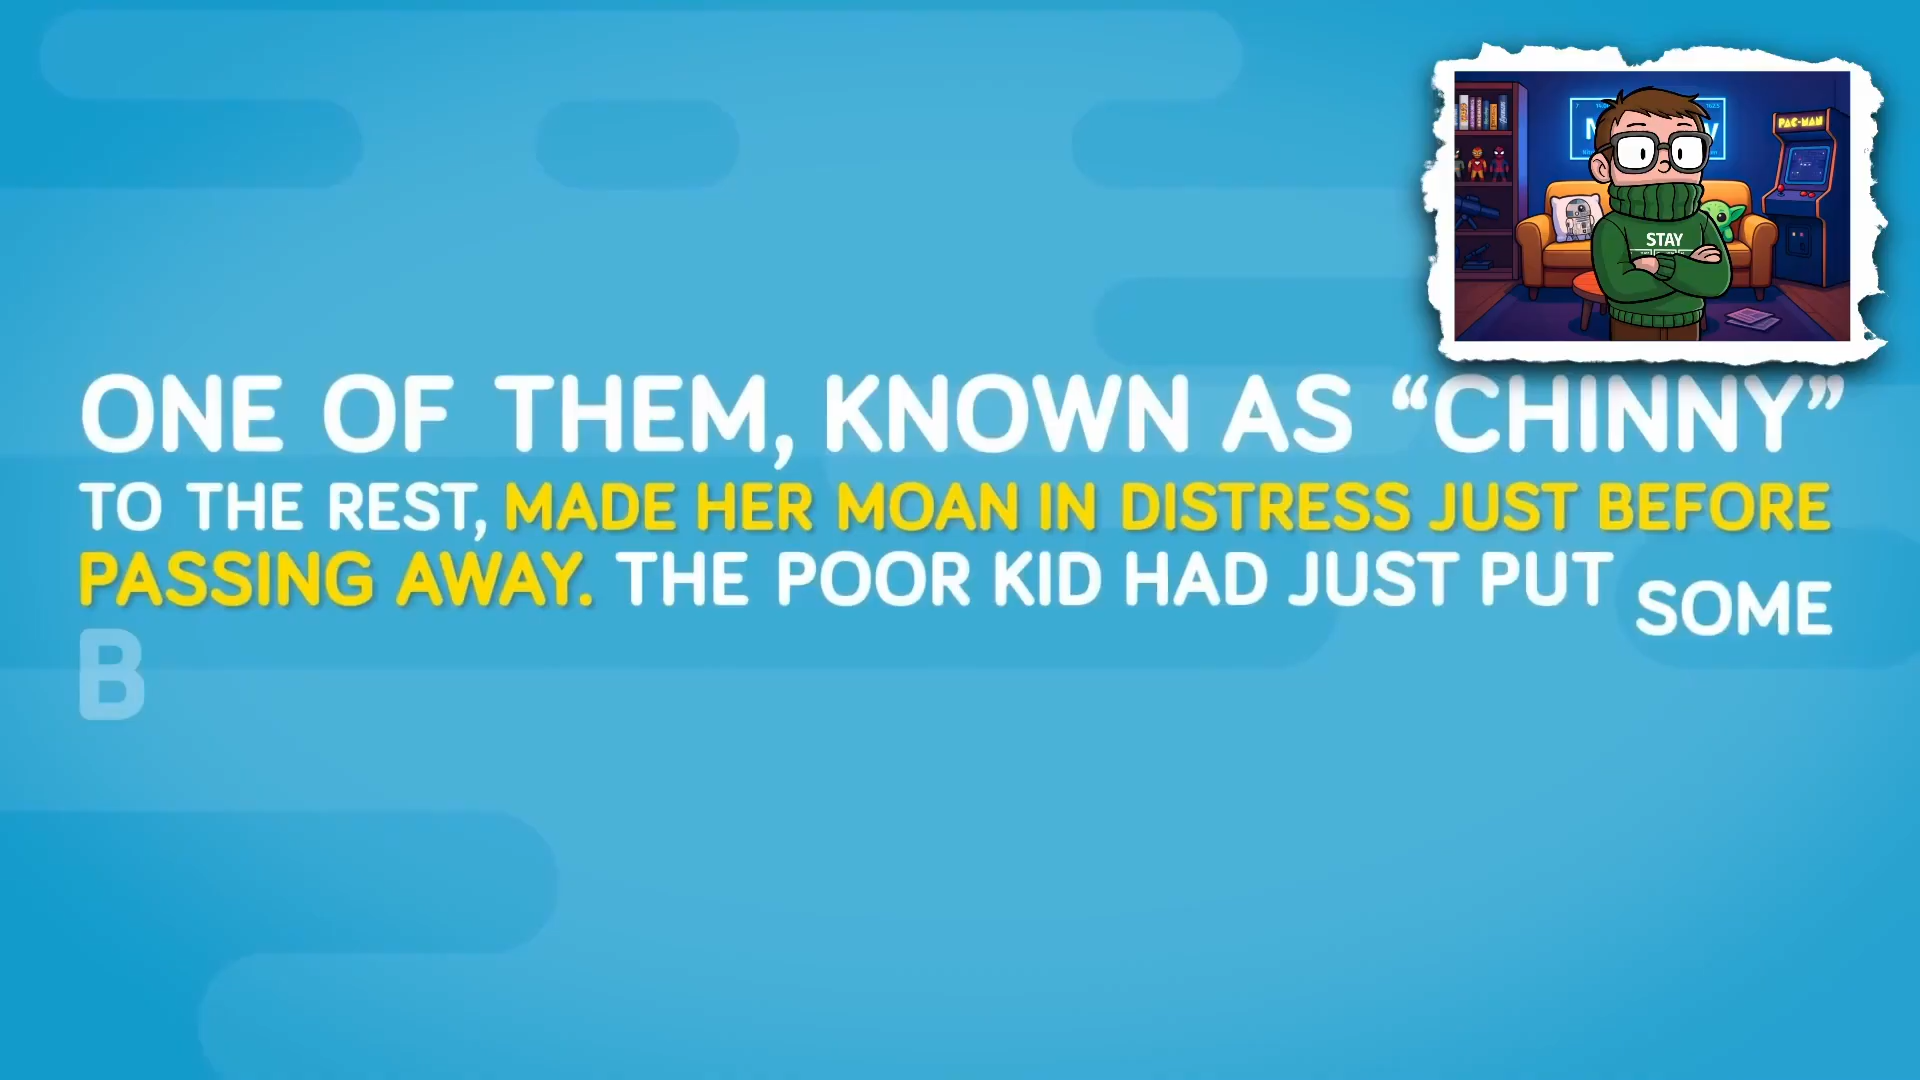 PAC-MAN
STAY
ONE OF THEM, KNOWN AS “CHINNY”
TO THE REST, MADE HER MOAN IN DISTRESS JUST BEFORE
PASSING AWAY. THE POOR KID HAD JUST PUT SOME
B